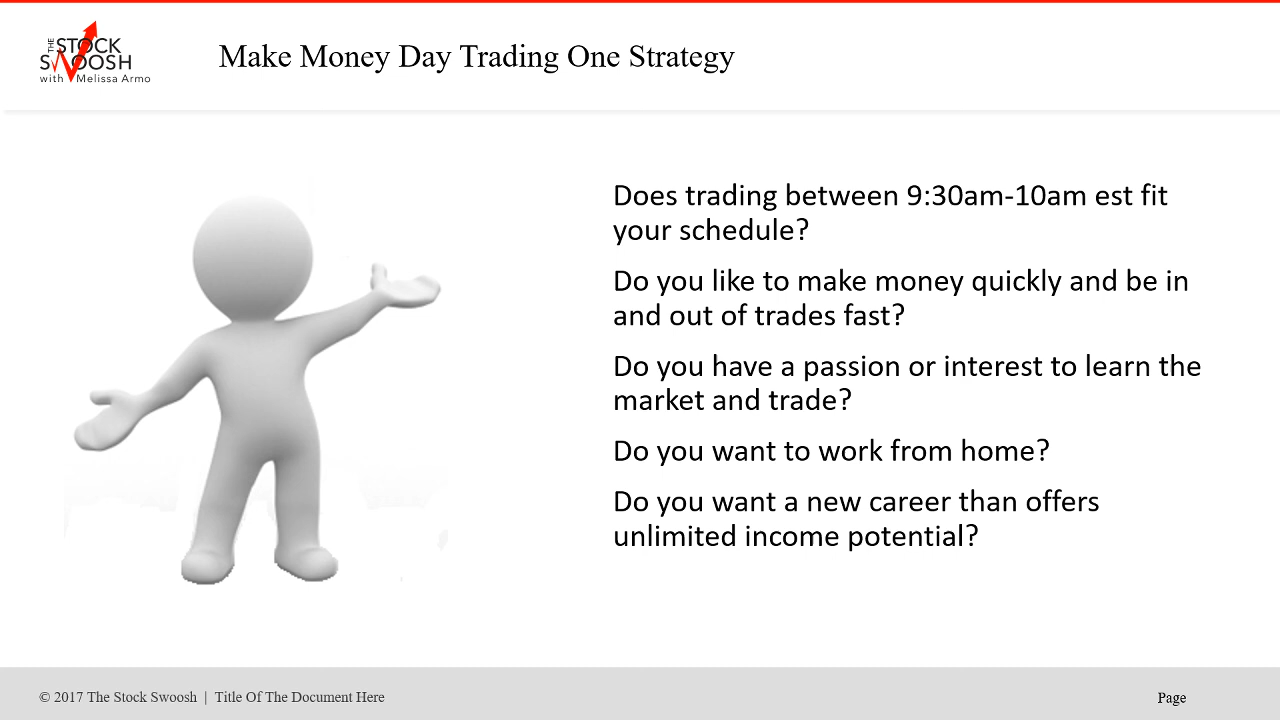 THE STOCK
SWOOSH
with Melissa Armo
Make Money Day Trading One Strategy
Does trading between 9:30am-10am est fit
your schedule?
Do you like to make money quickly and be in
and out of trades fast?
Do you have a passion or interest to learn the
market and trade?
Do you want to work from home?
Do you want a new career than offers
unlimited income potential?
© 2017 The Stock Swoosh | Title Of The Document Here
Page